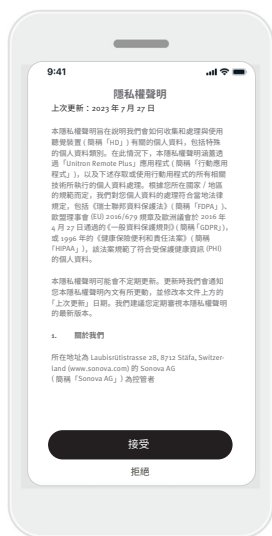 9:41
隱私權聲明
上次更新：2023 年 7 月 27 日
本隱私權聲明旨在說明我們會如何收集和處理與使用
聽覺裝置 ( 簡稱「HD」) 有關的個人資料，包括特殊
的個人資料類別。在此情況下，本隱私權聲明涵蓋透
過「Unitron Remote Plus」應用程式 ( 簡稱「行動應用
程式」)，以及下述存取或使用行動應用程式的所有相關
技術所執行的個人資料處理。根據您所在國家 / 地區
的規範而定，我們對您個人資料的處理符合當地法律
規定，包括《瑞士聯邦資料保護法》( 簡稱「FDPA」)、
歐盟理事會 (EU) 2016/679 規章及歐洲議會於 2016 年
4 月 27 日通過的《一般資料保護規則》( 簡稱「GDPR」)，
或 1996 年的《健康保險便利和責任法案》( 簡稱
「HIPAA」)，該法案規範了符合受保護健康資訊 (PHI)
的個人資料。
本隱私權聲明可能會不定期更新。更新時我們會通知
您本隱私權聲明內文有所更動，並修改本文件上方的
「上次更新」日期。我們建議您定期審視本隱私權聲明
的最新版本。
1. 關於我們
所在地址為 Laubisrütistrasse 28, 8712 Stäfa, Switzer-
land (www.sonova.com) 的 Sonova AG
( 簡稱「Sonova AG」) 為控管者
接受
拒絕